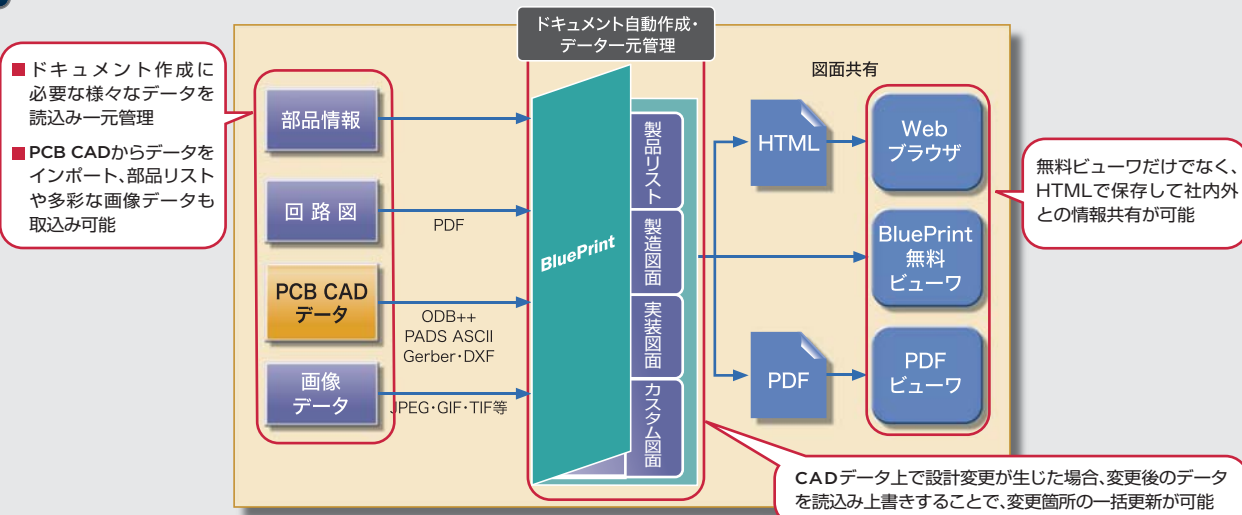 ドキュメント自動作成・
データー元管理
■ドキュメント作成に
必要な様々なデータを
読込み一元管理
■PCB CADからデータを
インポート、部品リスト
や多彩な画像データも
取込み可能
部品情報
回路図
PDF
PCB CAD
データ
ODB++
PADS ASCII
Gerber・DXF
画像
データ
JPEG・GIF・TIF等
BluePrint
製品リスト
製造図面
実装図面
カスタム図面
図面共有
HTML
Web
ブラウザ
BluePrint
無料
ビューワ
PDF
PDF
ビューワ
無料ビューワだけでなく、
HTMLで保存して社内外
との情報共有が可能
CADデータ上で設計変更が生じた場合、変更後のデータ
を読込み上書きすることで、変更箇所の一括更新が可能